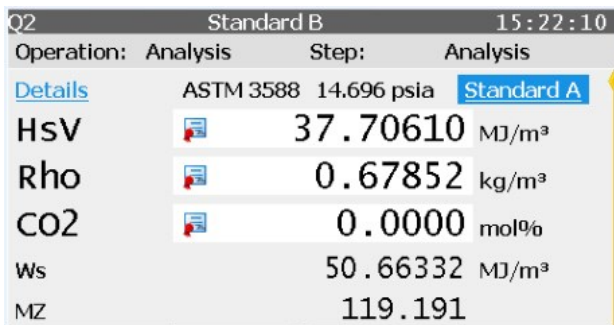 Q2 Standard B 15:22:10
Operation: Analysis Step: Analysis
Details ASTM 3588 14.696 psia Standard A
HsV 37.70610 MJ/m³
Rho 0.67852 kg/m³
CO2 0.0000 mol%
Ws 50.66332 MJ/m³
MZ 119.191